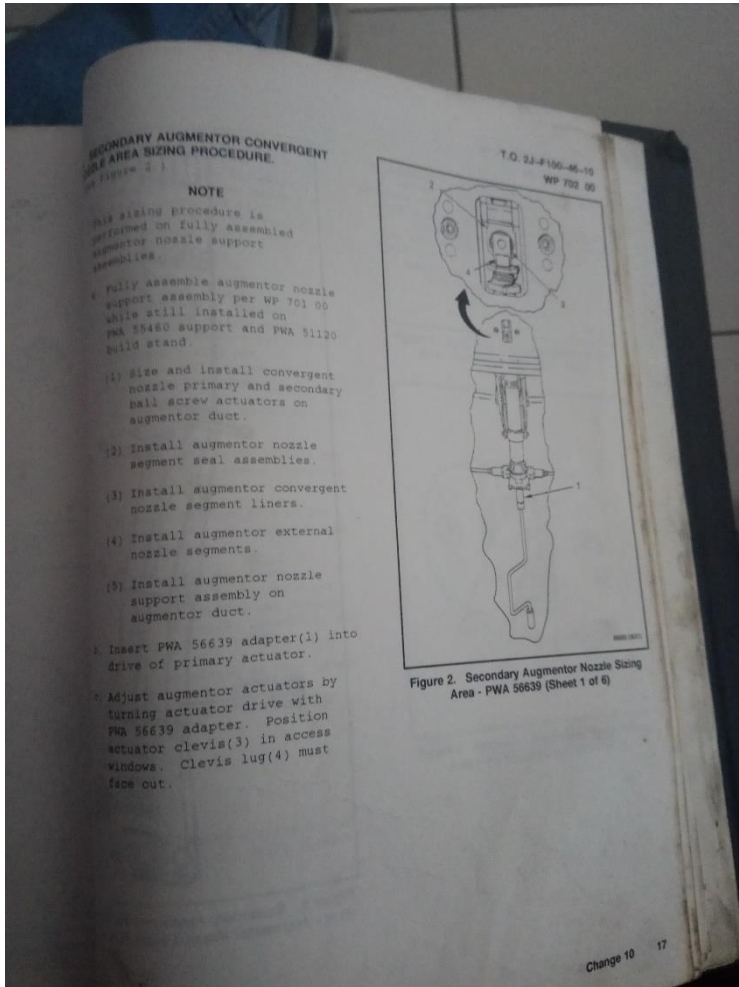 SECONDARY AUGMENTOR CONVERGENT
AREA SIZING PROCEDURE.
Figure 2
NOTE
This sizing procedure is
performed on fully assembled
augmentor nozzle support
assemblies.
Fully assemble augmentor nozzle
support assembly per WP 701 00
while still installed on
PWA 55460 support and PWA 51120
build stand.
(1) Size and install convergent
nozzle primary and secondary
ball screw actuators on
augmentor duct.
(2) Install augmentor nozzle
segment seal assemblies.
(3) Install augmentor convergent
nozzle segment liners.
(4) Install augmentor external
nozzle segments.
(5) Install augmentor nozzle
support assembly on
augmentor duct.
b. Insert PWA 56639 adapter(1) into
drive of primary actuator.
c. Adjust augmentor actuators by
turning actuator drive with
PWA 56639 adapter. Position
actuator clevis(3) in access
windows. Clevis lug(4) must
face out.
T.O. 2J-F100-46-10
WP 702 00
2
4
3
1
Figure 2. Secondary Augmentor Nozzle Sizing
Area - PWA 56639 (Sheet 1 of 6)
Change 10 17